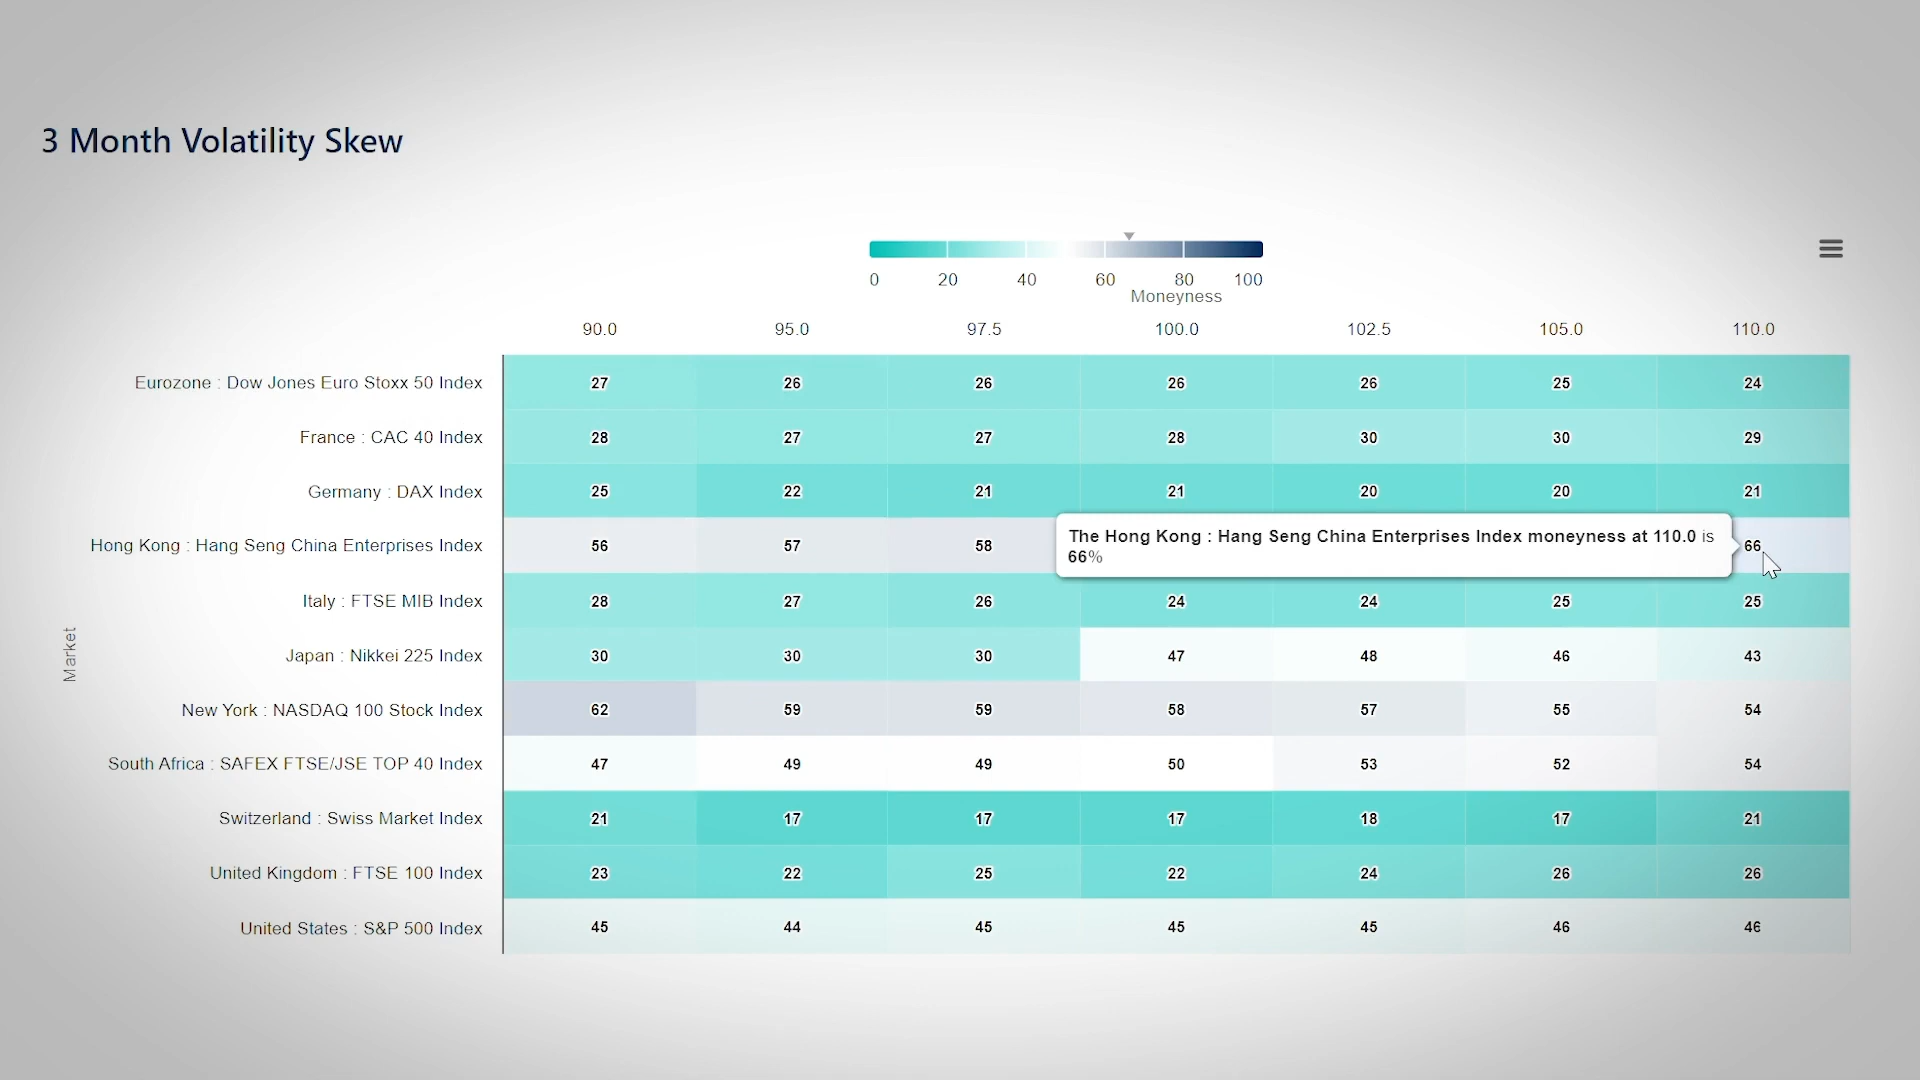 3 Month Volatility Skew
0 20 40 60 80 100
Moneyness
90.0 95.0 97.5 100.0 102.5 105.0 110.0
Market
Eurozone : Dow Jones Euro Stoxx 50 Index 27 26 26 26 26 25 24
France : CAC 40 Index 28 27 27 28 30 30 29
Germany : DAX Index 25 22 21 21 20 20 21
Hong Kong : Hang Seng China Enterprises Index 56 57 58 66
The Hong Kong : Hang Seng China Enterprises Index moneyness at 110.0 is
66%
Italy : FTSE MIB Index 28 27 26 24 24 25 25
Japan : Nikkei 225 Index 30 30 30 47 48 46 43
New York : NASDAQ 100 Stock Index 62 59 59 58 57 55 54
South Africa : SAFEX FTSE/JSE TOP 40 Index 47 49 49 50 53 52 54
Switzerland : Swiss Market Index 21 17 17 17 18 17 21
United Kingdom : FTSE 100 Index 23 22 25 22 24 26 26
United States : S&P 500 Index 45 44 45 45 45 46 46